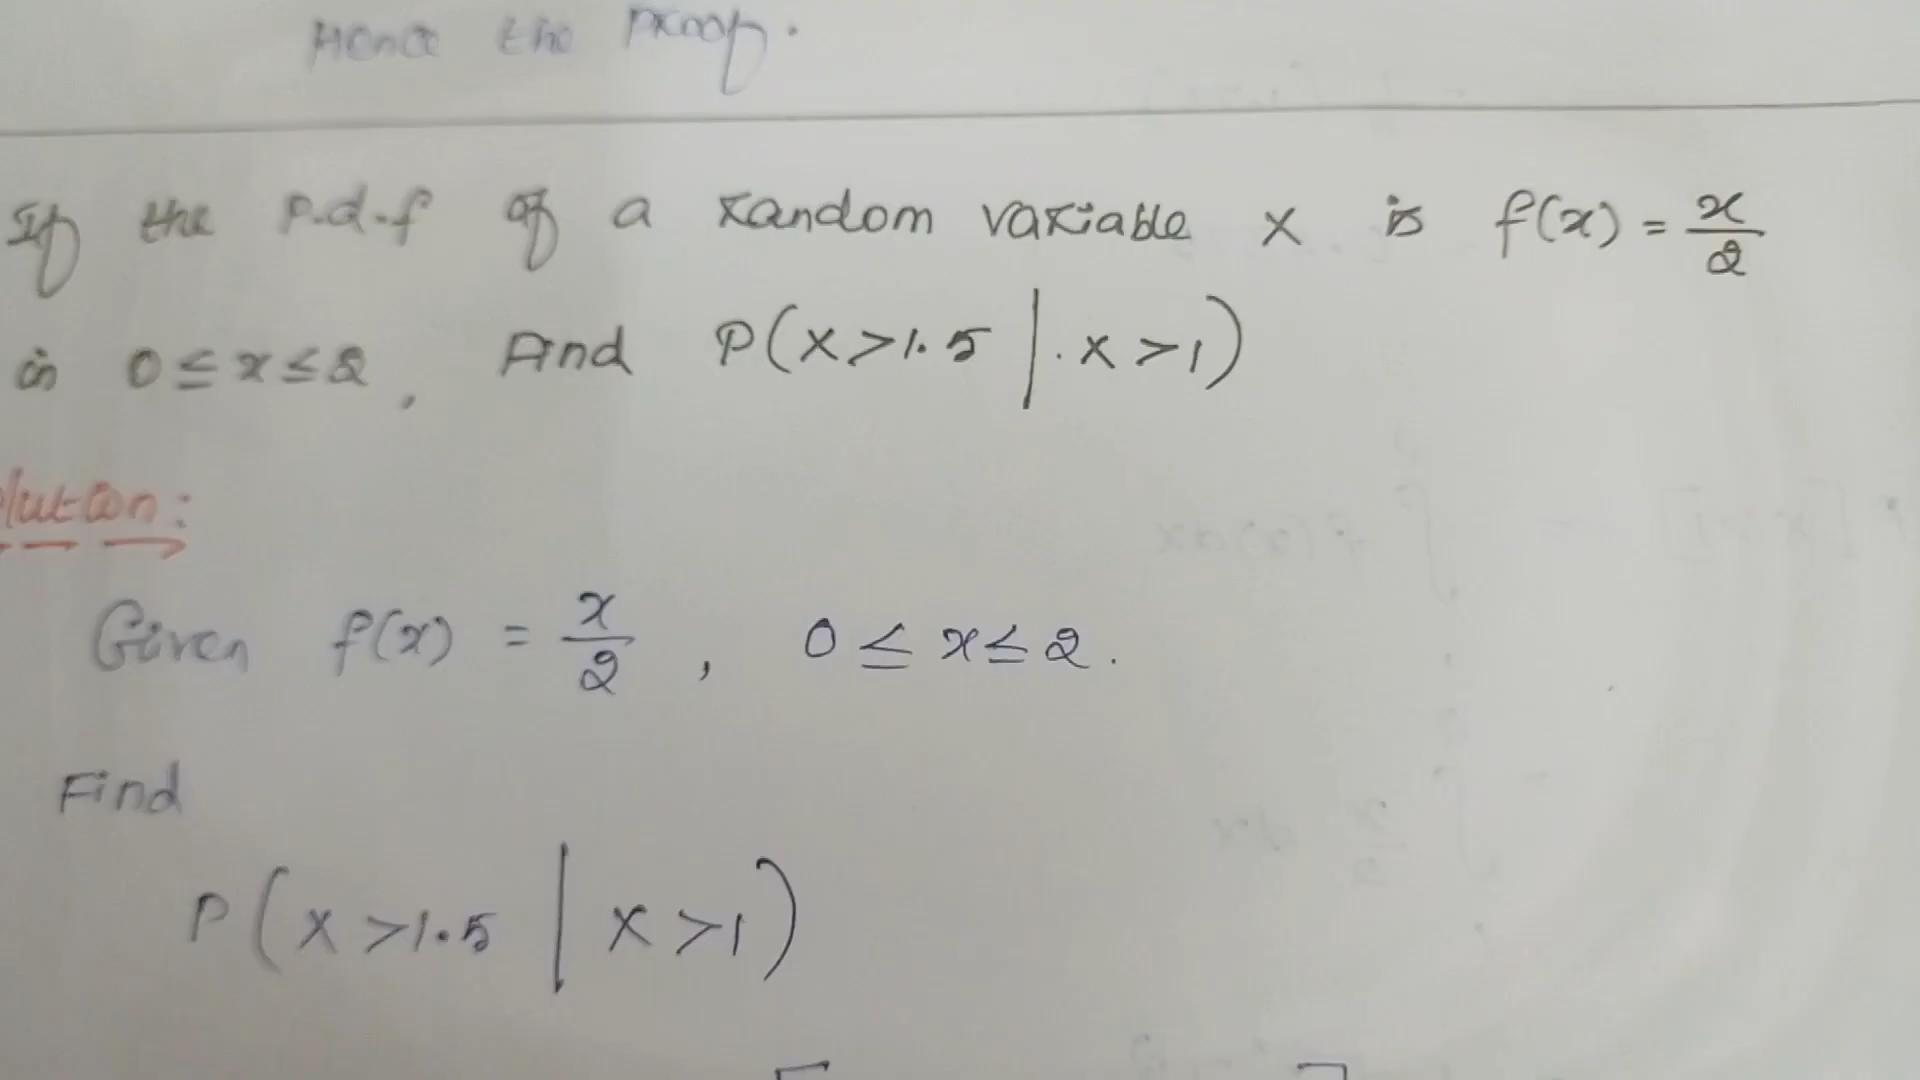 Hence the proof.
If the p.d.f of a random variable X is f(x) = x/2
in 0 ≤ x ≤ 2, Find P(X>1.5 | X>1)
lution:
Given f(x) = x/2, 0 ≤ x ≤ 2.
Find
P(X>1.5 | X>1)